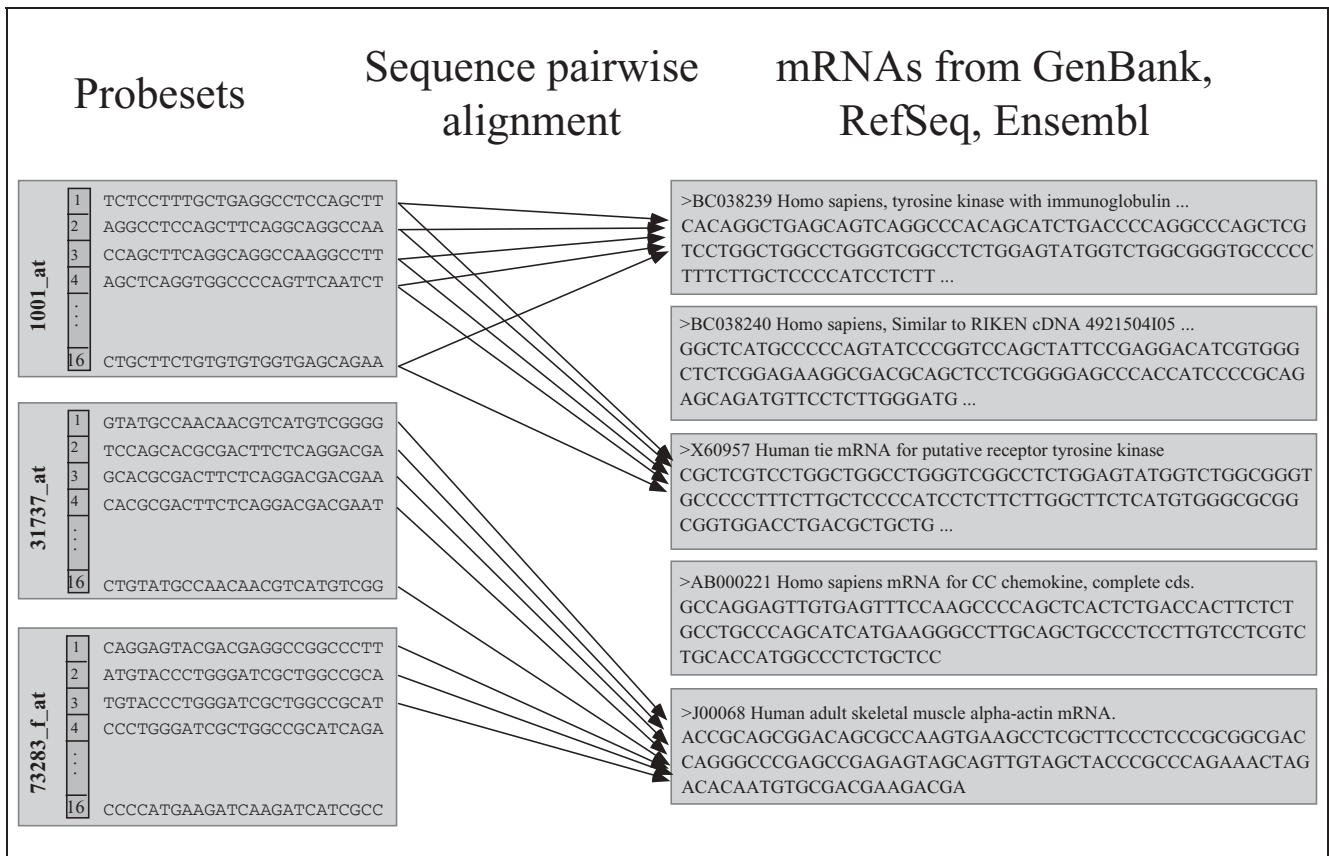 Probesets
Sequence pairwise
alignment
mRNAs from GenBank,
RefSeq, Ensembl
1001_at
1 TCTCCTTTGCTGAGGCCTCCAGCTT
2 AGGCCTCCAGCTTCAGGCAGGCCAA
3 CCAGCTTCAGGCAGGCCAAGGCCTT
4 AGCTCAGGTGGCCCCAGTTCAATCT
. . .
16 CTGCTTCTGTGTGTGGTGAGCAGAA
31737_at
1 GTATGCCAACAACGTCATGTCGGGG
2 TCCAGCACGCGACTTCTCAGGACGA
3 GCACGCGACTTCTCAGGACGACGAA
4 CACGCGACTTCTCAGGACGACGAAT
. . .
16 CTGTATGCCAACAACGTCATGTCGG
73283_f_at
1 CAGGAGTACGACGAGGCCGGCCCTT
2 ATGTACCCTGGGATCGCTGGCCGCA
3 TGTACCCTGGGATCGCTGGCCGCAT
4 CCCTGGGATCGCTGGCCGCATCAGA
. . .
16 CCCCATGAAGATCAAGATCATCGCC
>BC038239 Homo sapiens, tyrosine kinase with immunoglobulin ...
CACAGGCTGAGCAGTCAGGCCCACAGCATCTGACCCCAGGCCCAGCTCG
TCCTGGCTGGCCTGGGTCGGCCTCTGGAGTATGGTCTGGCGGGTGCCCCC
TTTCTTGCTCCCCATCCTCTT ...
>BC038240 Homo sapiens, Similar to RIKEN cDNA 4921504I05 ...
GGCTCATGCCCCCAGTATCCCGGTCCAGCTATTCCGAGGACATCGTGGG
CTCTCGGAGAAGGCGACGCAGCTCCTCGGGGAGCCCACCATCCCCGCAG
AGCAGATGTTCCTCTTGGGATG ...
>X60957 Human tie mRNA for putative receptor tyrosine kinase
CGCTCGTCCTGGCTGGCCTGGGTCGGCCTCTGGAGTATGGTCTGGCGGGT
GCCCCCTTTCTTGCTCCCCATCCTCTTCTTGGCTTCTCATGTGGGCGCGG
CGGTGGACCTGACGCTGCTG ...
>AB000221 Homo sapiens mRNA for CC chemokine, complete cds.
GCCAGGAGTTGTGAGTTTCCAAGCCCCAGCTCACTCTGACCACTTCTCT
GCCTGCCCAGCATCATGAAGGGCCTTGCAGCTGCCCTCCTTGTCCTCGTC
TGCACCATGGCCCTCTGCTCC
>J00068 Human adult skeletal muscle alpha-actin mRNA.
ACCGCAGCGGACAGCGCCAAGTGAAGCCTCGCTTCCCTCCCGCGGCGAC
CAGGGCCCGAGCCGAGAGTAGCAGTTGTAGCTACCCGCCCAGAAACTAG
ACACAATGTGCGACGAAGACGA